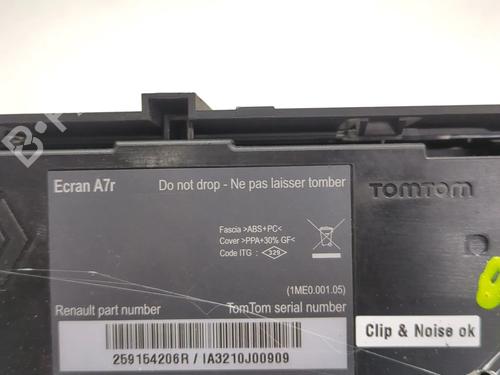 Ecran A7r
Do not drop - Ne pas laisser tomber
TOMTOM
Fascia >ABS+PC<
Cover >PPA+30% GF<
Code ITG : 329
(1ME0.001.05)
Renault part number
TomTom serial number
259154206R / IA3210J00909
Clip & Noise ok